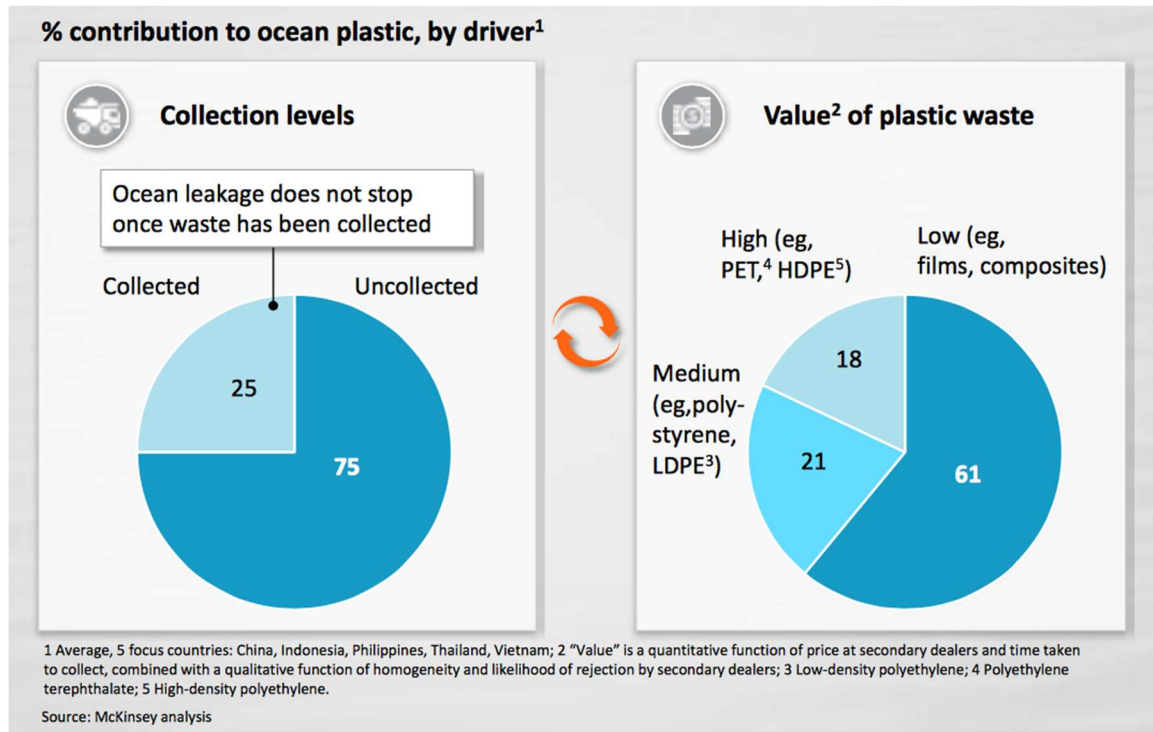 % contribution to ocean plastic, by driver¹
Collection levels
Ocean leakage does not stop
once waste has been collected
Collected
Uncollected
25
75
Value² of plastic waste
High (eg,
PET,⁴ HDPE⁵)
Low (eg,
films, composites)
Medium
(eg,poly-
styrene,
LDPE³)
18
21
61
1 Average, 5 focus countries: China, Indonesia, Philippines, Thailand, Vietnam; 2 “Value” is a quantitative function of price at secondary dealers and time taken
to collect, combined with a qualitative function of homogeneity and likelihood of rejection by secondary dealers; 3 Low-density polyethylene; 4 Polyethylene
terephthalate; 5 High-density polyethylene.
Source: McKinsey analysis